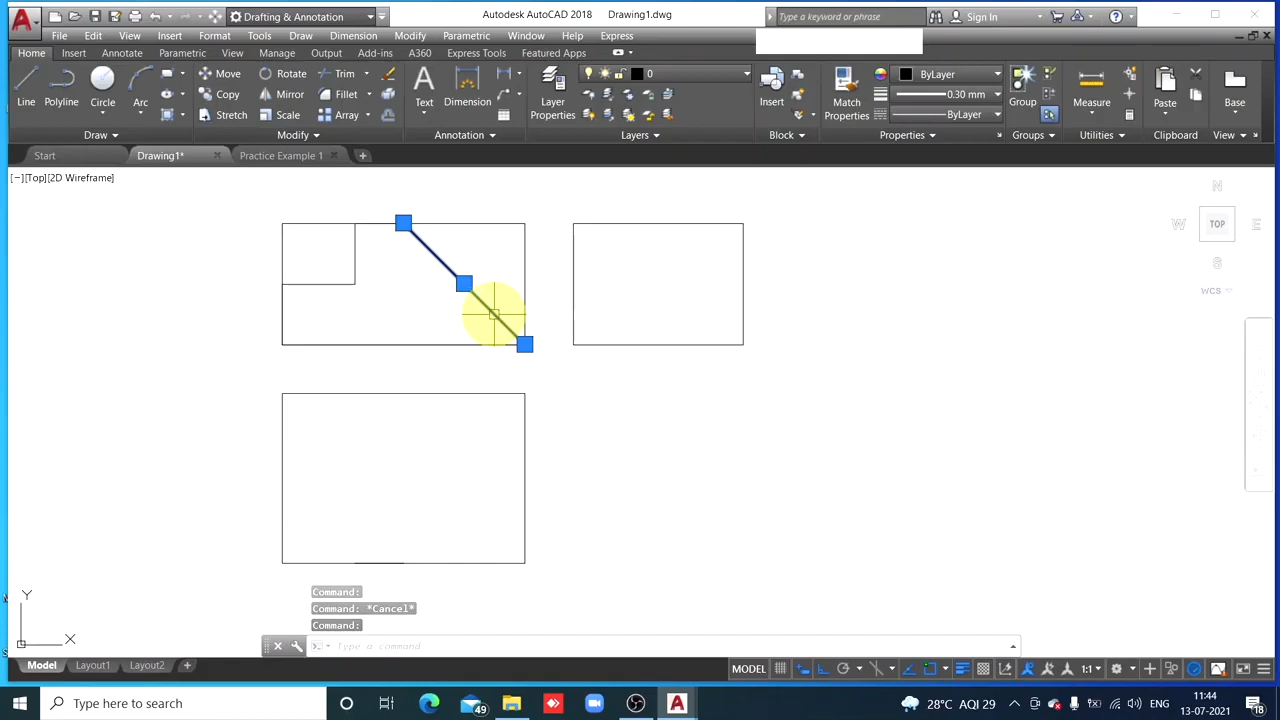 Drafting & Annotation
Autodesk AutoCAD 2018 Drawing1.dwg
Type a keyword or phrase
Sign In
File Edit View Insert Format Tools Draw Dimension Modify Parametric Window Help Express
Home Insert Annotate Parametric View Manage Output Add-ins A360 Express Tools Featured Apps
Line Polyline Circle Arc
Move Rotate Trim
Copy Mirror Fillet
Stretch Scale Array
Text Dimension
Layer Properties
0
Insert
Match Properties
ByLayer
0.30 mm
ByLayer
Group
Measure
Paste
Base
Draw Modify Annotation Layers Block Properties Groups Utilities Clipboard View
Start Drawing1* Practice Example 1
[−][Top][2D Wireframe]
N
W TOP E
S
WCS
Y
X
Command:
Command: *Cancel*
Command:
Type a command
Model Layout1 Layout2 +
MODEL 1:1
Type here to search
49
28°C AQI 29
ENG
11:44
13-07-2021
18